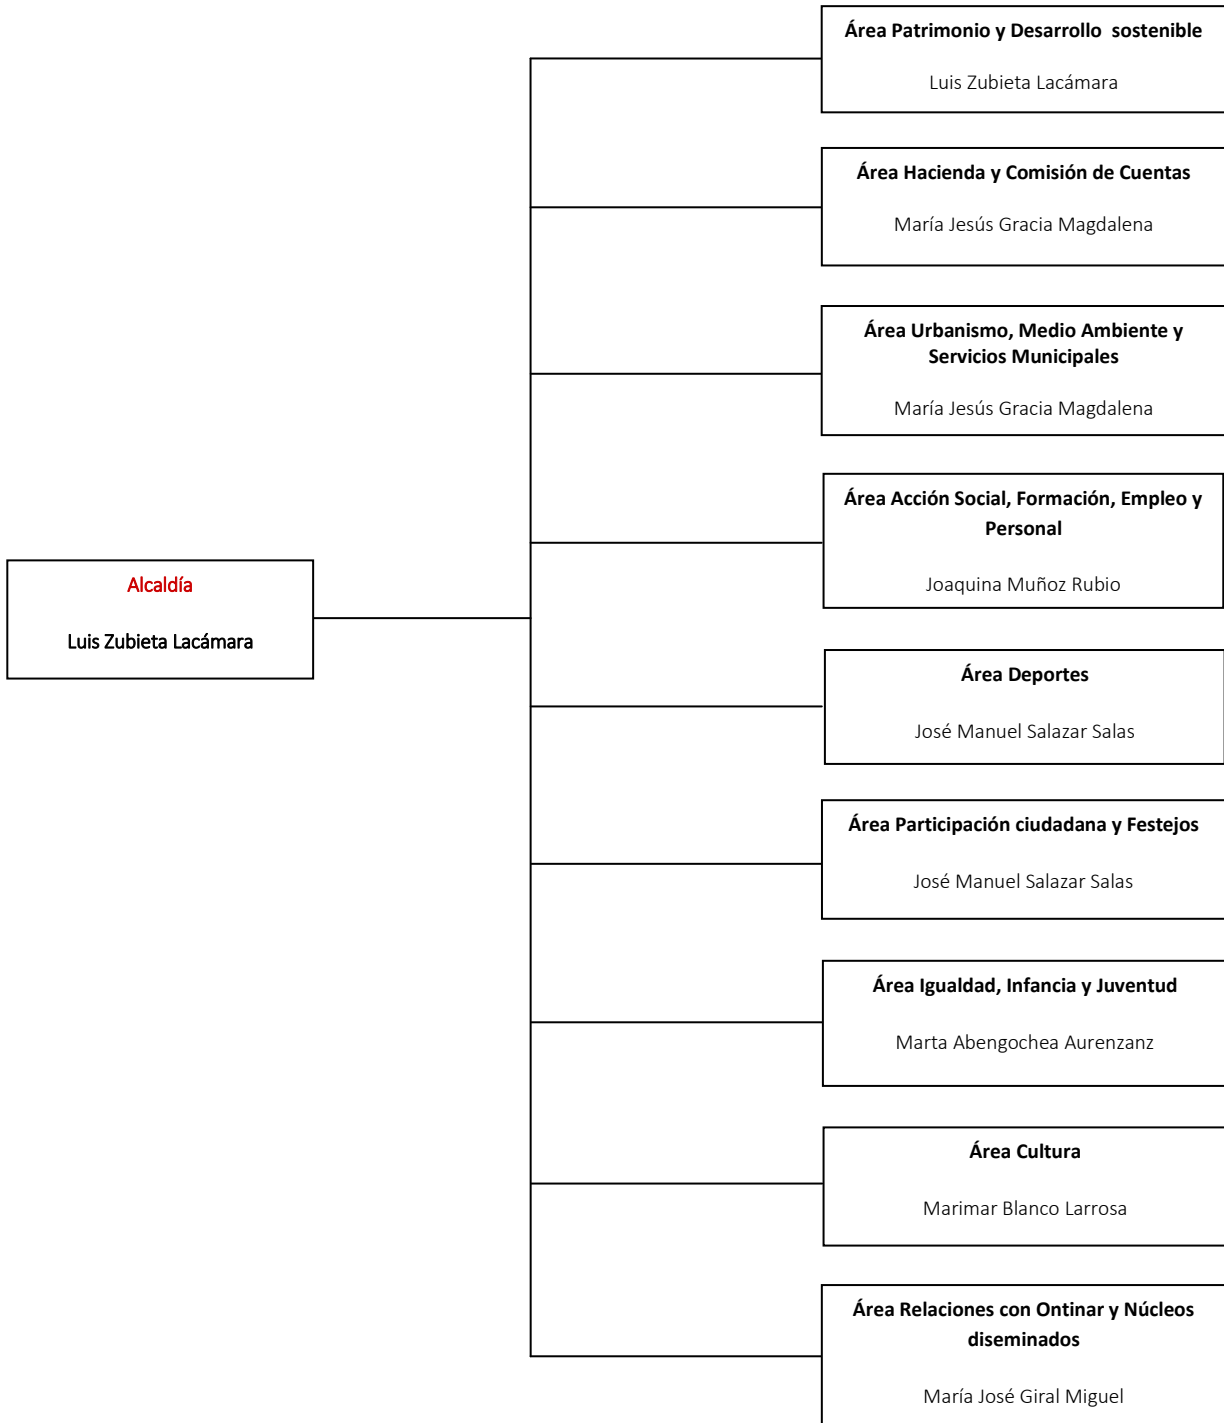 Área Patrimonio y Desarrollo  sostenible
Luis Zubieta Lacámara
Área Hacienda y Comisión de Cuentas
María Jesús Gracia Magdalena
Área Urbanismo, Medio Ambiente y
Servicios Municipales
María Jesús Gracia Magdalena
Área Acción Social, Formación, Empleo y
Personal
Joaquina Muñoz Rubio
Alcaldía
Luis Zubieta Lacámara
Área Deportes
José Manuel Salazar Salas
Área Participación ciudadana y Festejos
José Manuel Salazar Salas
Área Igualdad, Infancia y Juventud
Marta Abengochea Aurenzanz
Área Cultura
Marimar Blanco Larrosa
Área Relaciones con Ontinar y Núcleos
diseminados
María José Giral Miguel